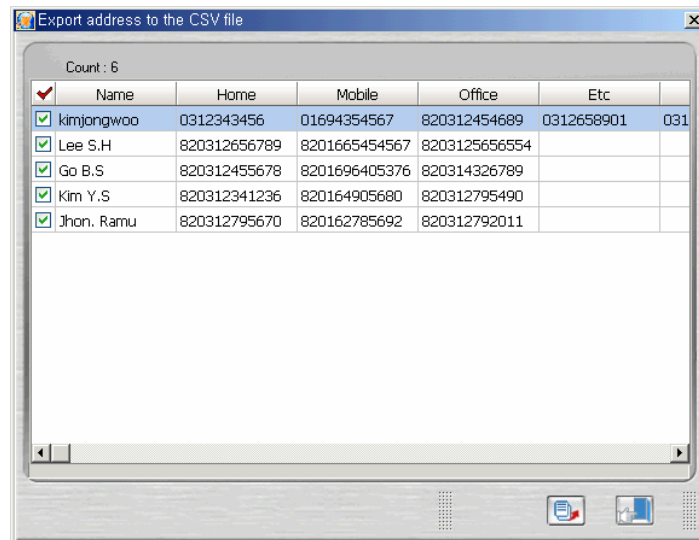 Export address to the CSV file
Count : 6
Name Home Mobile Office Etc
kimjongwoo 0312343456 01694354567 820312454689 0312658901 031
Lee S.H 820312656789 8201665454567 8203125656554
Go B.S 820312455678 8201696405376 820314326789
Kim Y.S 820312341236 820164905680 820312795490
Jhon. Ramu 820312795670 820162785692 820312792011